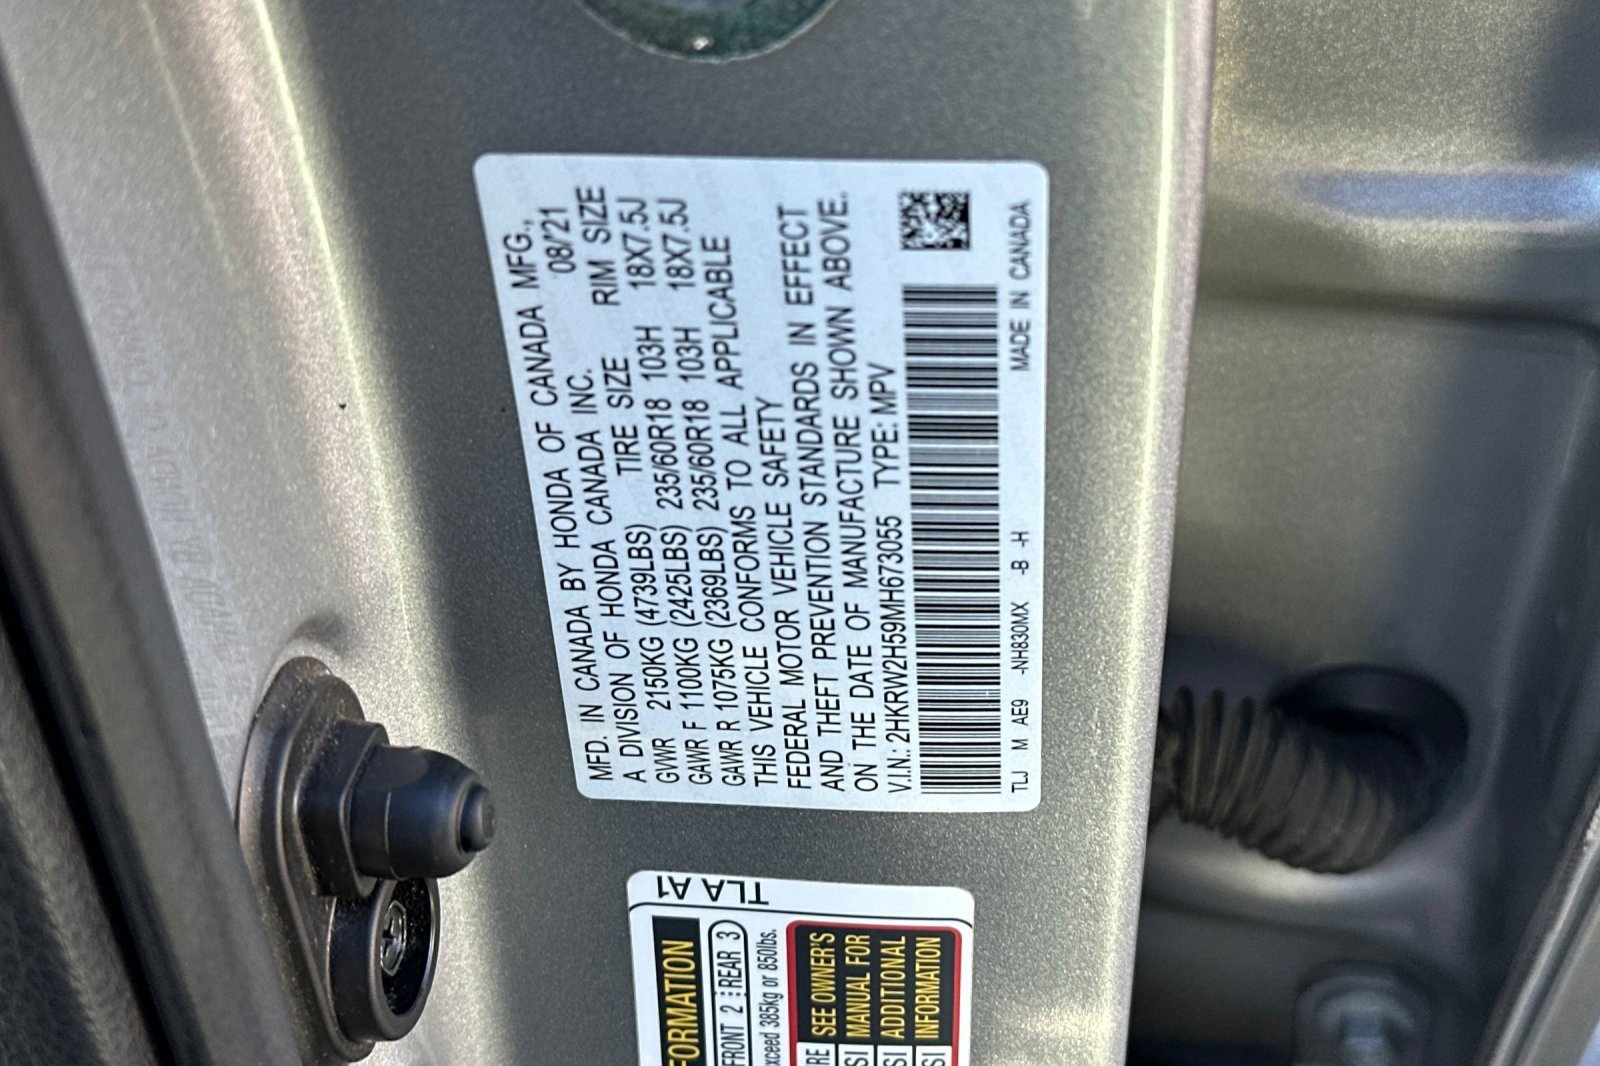 MFD. IN CANADA BY HONDA OF CANADA MFG.,
A DIVISION OF HONDA CANADA INC. 08/21
TIRE SIZE RIM SIZE
GVWR 2150KG (4739LBS)
GAWR F 1100KG (2425LBS) 235/60R18 103H 18X7.5J
GAWR R 1075KG (2369LBS) 235/60R18 103H 18X7.5J
THIS VEHICLE CONFORMS TO ALL APPLICABLE
FEDERAL MOTOR VEHICLE SAFETY
AND THEFT PREVENTION STANDARDS IN EFFECT
ON THE DATE OF MANUFACTURE SHOWN ABOVE.
V.I.N.: 2HKRW2H59MH673055 TYPE: MPV
TLJ M AE9 -NH830MX -B -H MADE IN CANADA
TLA A1
FRONT 2 REAR 3
385kg or 850lbs.
SEE OWNER'S
MANUAL FOR
ADDITIONAL
INFORMATION